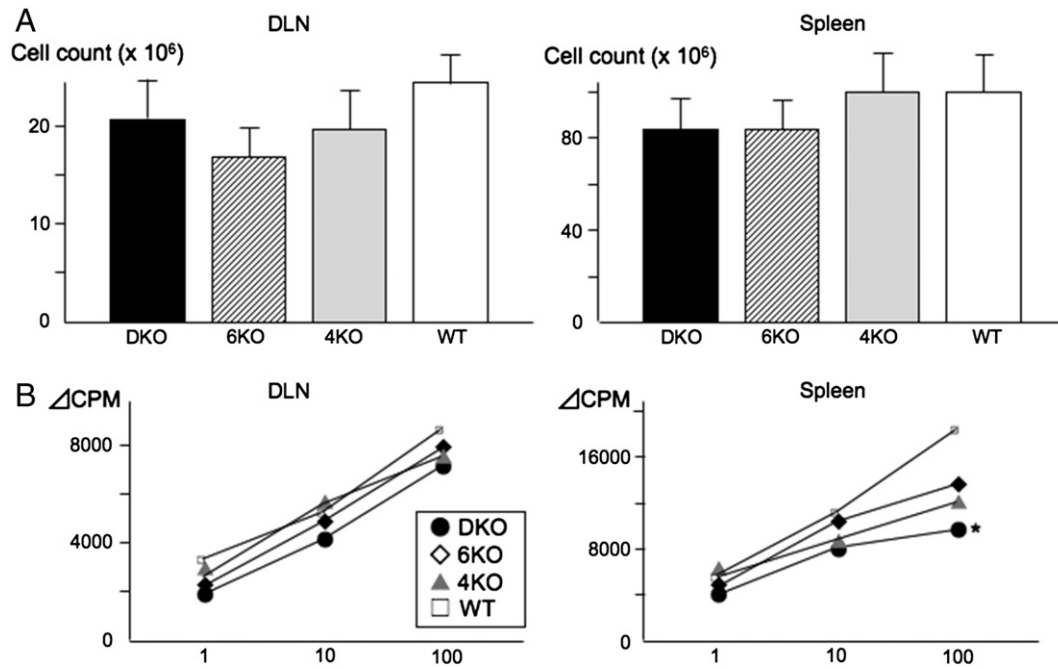 A
DLN
Cell count (x 10⁶)
20
10
0
DKO 6KO 4KO WT
Spleen
Cell count (x 10⁶)
80
40
0
DKO 6KO 4KO WT
B
DLN
⊿CPM
8000
4000
0
1 10 100
DKO
6KO
4KO
WT
Spleen
⊿CPM
16000
8000
0
1 10 100
★